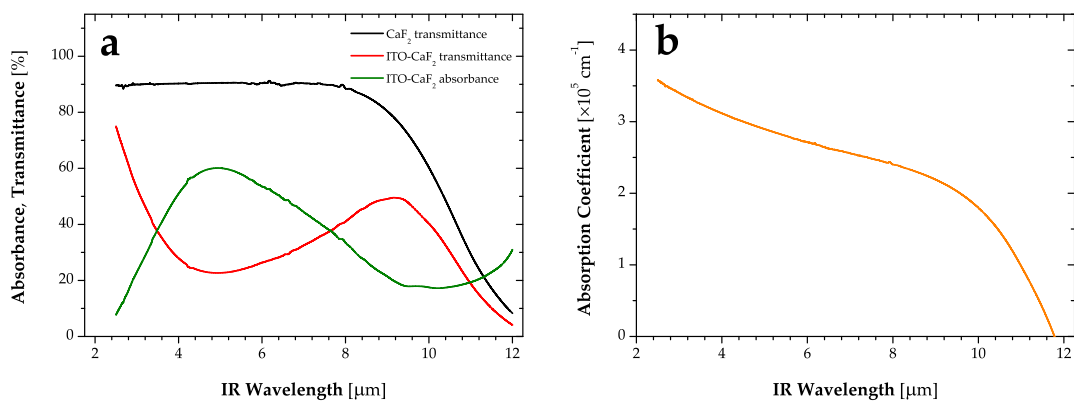 a
CaF₂ transmittance
ITO-CaF₂ transmittance
ITO-CaF₂ absorbance
Absorbance, Transmittance [%]
100
80
60
40
20
0
2 4 6 8 10 12
IR Wavelength [μm]
b
Absorption Coefficient [×10⁵ cm⁻¹]
4
3
2
1
0
2 4 6 8 10 12
IR Wavelength [μm]